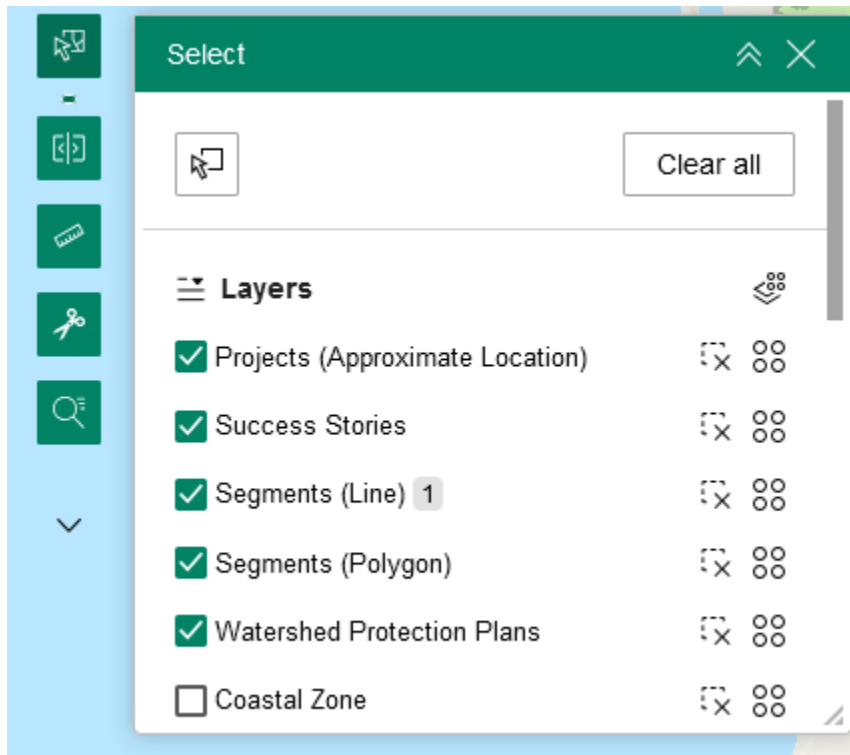 Select
Clear all
Layers
Projects (Approximate Location)
Success Stories
Segments (Line) 1
Segments (Polygon)
Watershed Protection Plans
Coastal Zone